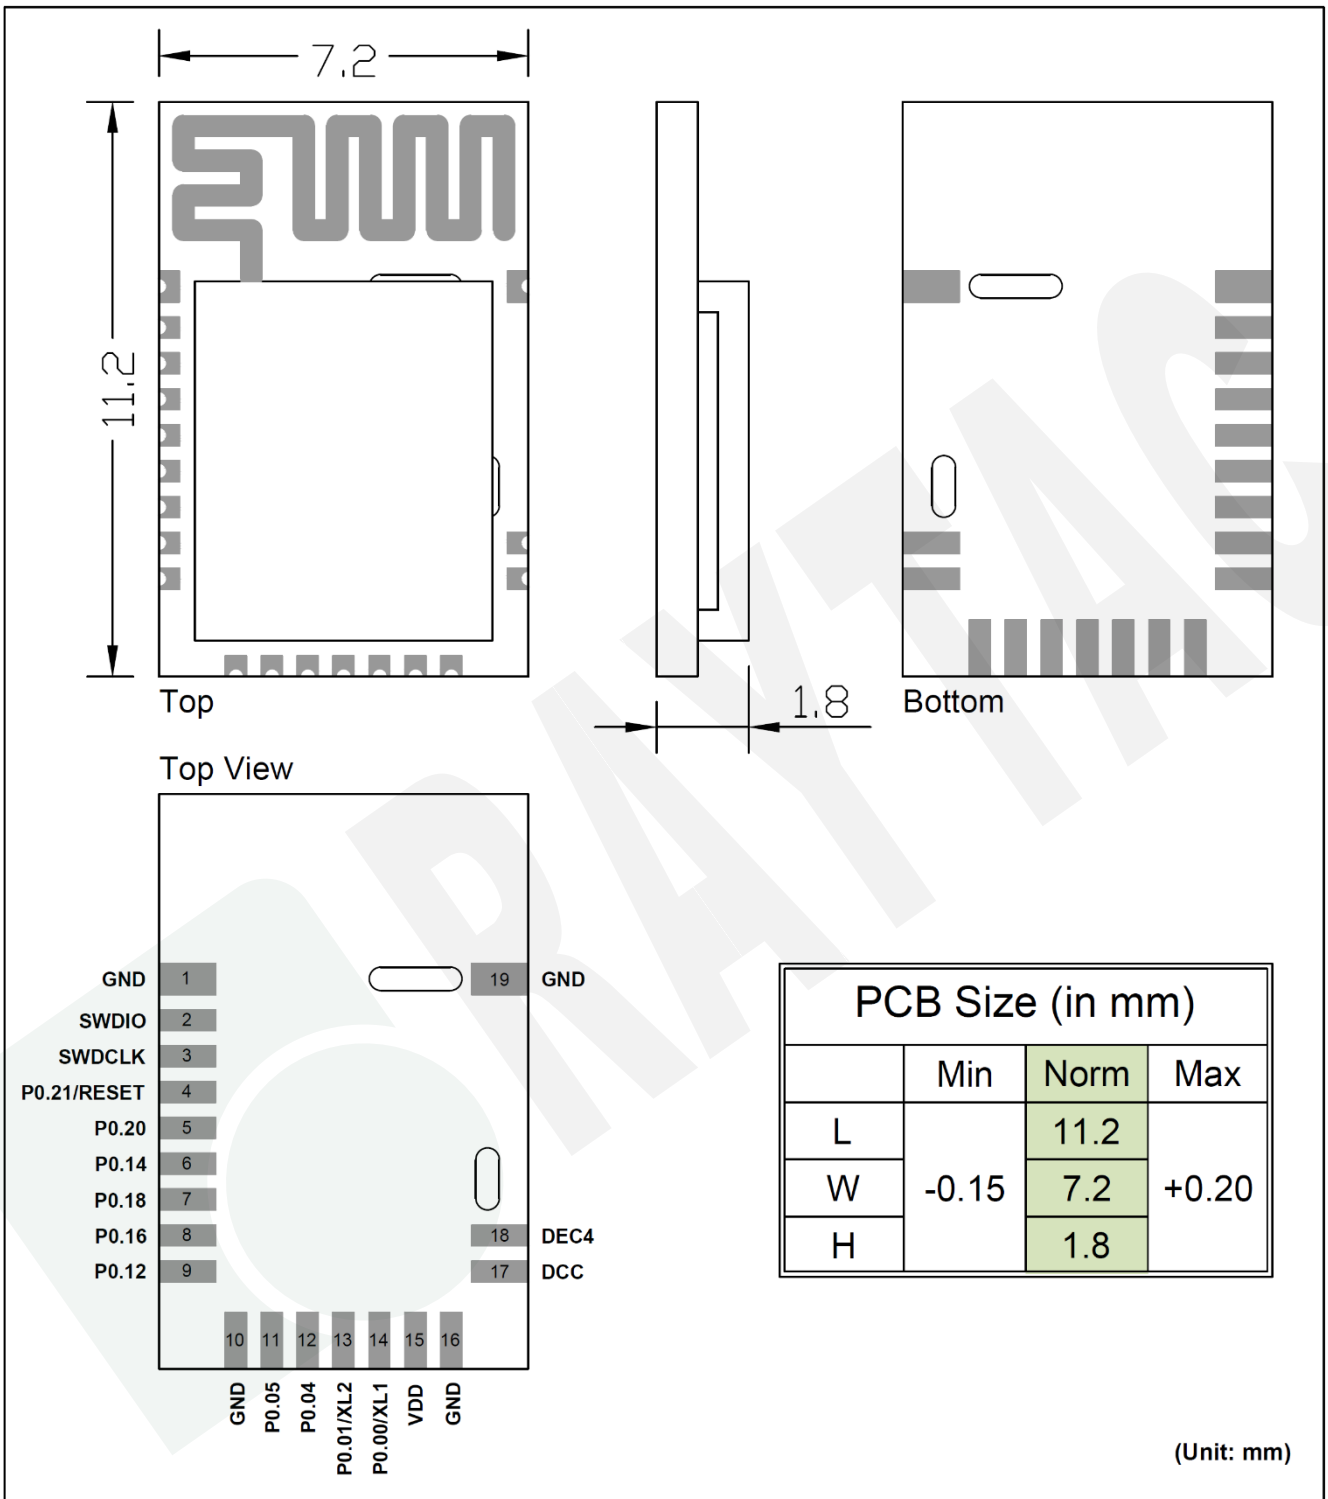 7.2
11.2
1.8
Top
Bottom
Top View
GND 1
SWDIO 2
SWDCLK 3
P0.21/RESET 4
P0.20 5
P0.14 6
P0.18 7
P0.16 8
P0.12 9
19 GND
18 DEC4
17 DCC
10 11 12 13 14 15 16
GND
P0.05
P0.04
P0.01/XL2
P0.00/XL1
VDD
GND
PCB Size (in mm)
Min Norm Max
L 11.2
W -0.15 7.2 +0.20
H 1.8
(Unit: mm)
RAYTAC